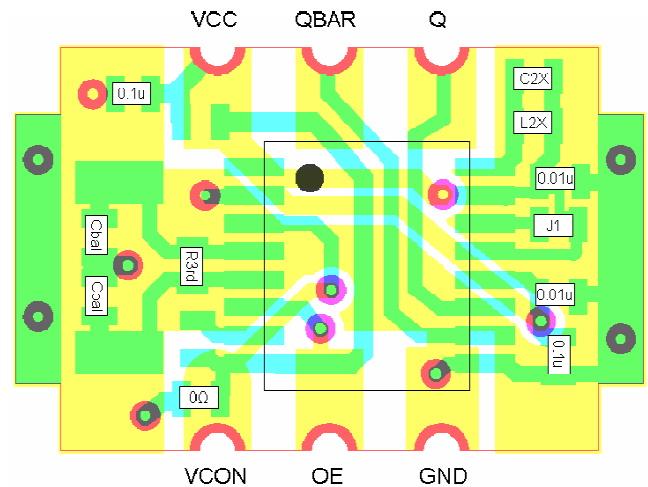 VCC QBAR Q
0.1u
C2X
L2X
0.01u
Cbal
J1
R3rd
Cbal
0.01u
0.1u
0Ω
VCON OE GND